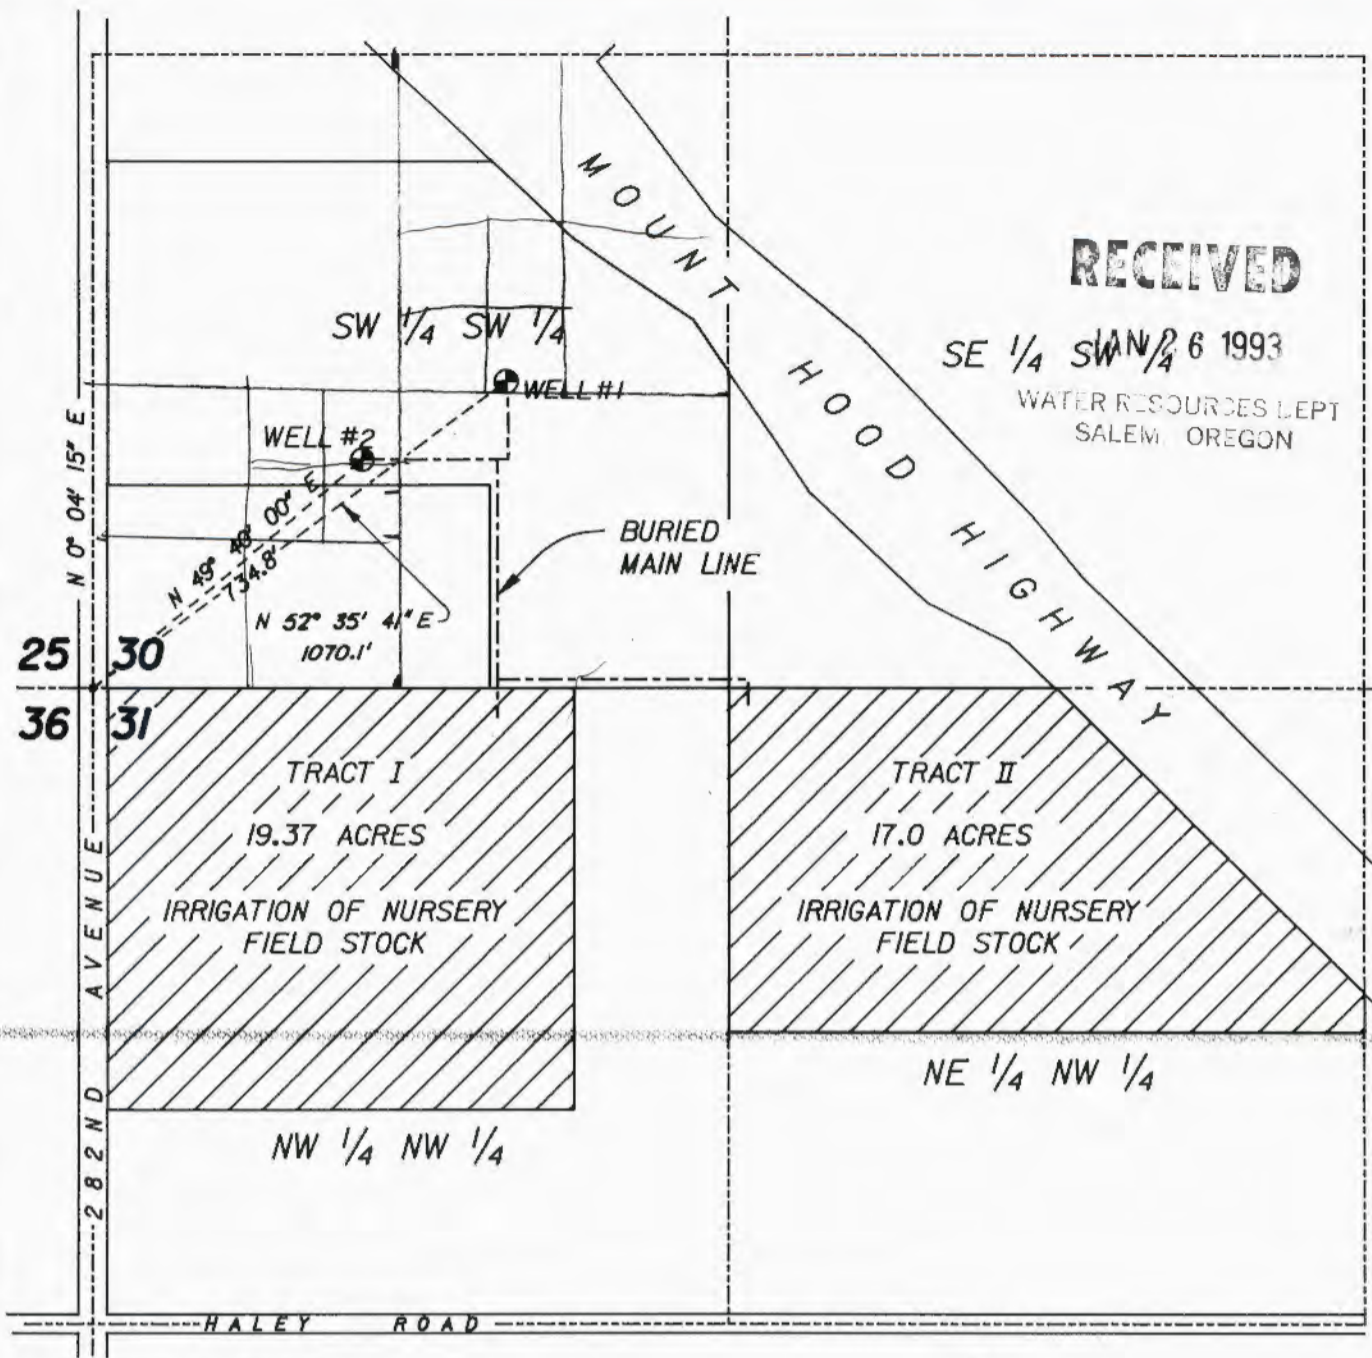 MOUNT HOOD HIGHWAY
RECEIVED
SW 1/4 SW 1/4
SE 1/4 SW 1/4
JAN 26 1993
WATER RESOURCES DEPT
SALEM, OREGON
WELL #1
WELL #2
N 0° 04' 15" E
BURIED
MAIN LINE
N 49° 40' 00" E
734.8'
N 52° 35' 41" E
1070.1'
25 30
36 31
TRACT I
19.37 ACRES
IRRIGATION OF NURSERY
FIELD STOCK
TRACT II
17.0 ACRES
IRRIGATION OF NURSERY
FIELD STOCK
282ND AVENUE
NE 1/4 NW 1/4
NW 1/4 NW 1/4
HALEY ROAD